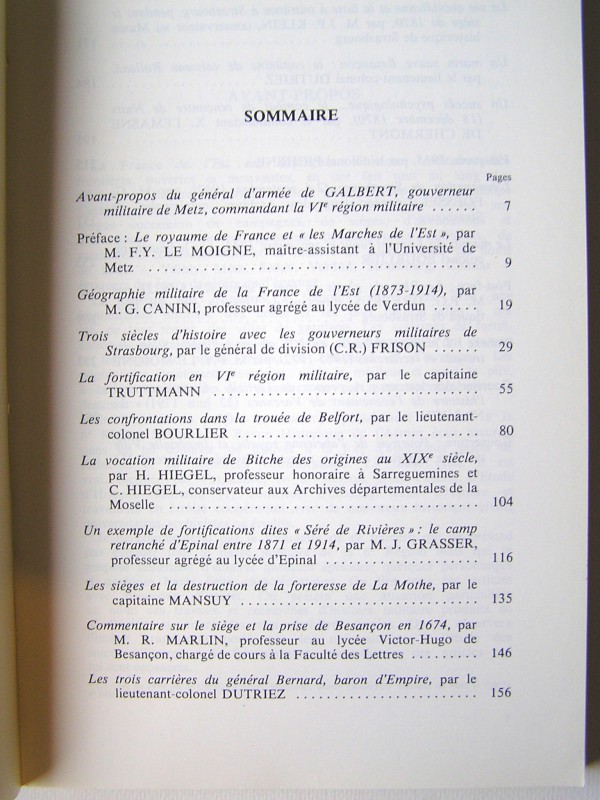 SOMMAIRE
Pages
Avant-propos du général d'armée de GALBERT, gouverneur
militaire de Metz, commandant la VIe région militaire ...... 7
Préface : Le royaume de France et « les Marches de l'Est », par
M. F.Y. LE MOIGNE, maître-assistant à l'Université de
Metz ........................................ 9
Géographie militaire de la France de l'Est (1873-1914), par
M. G. CANINI, professeur agrégé au lycée de Verdun ...... 19
Trois siècles d'histoire avec les gouverneurs militaires de
Strasbourg, par le général de division (C.R.) FRISON ...... 29
La fortification en VIe région militaire, par le capitaine
TRUTTMANN ................................ 55
Les confrontations dans la trouée de Belfort, par le lieutenant-
colonel BOURLIER ............................. 80
La vocation militaire de Bitche des origines au XIXe siècle,
par H. HIEGEL, professeur honoraire à Sarreguemines et
C. HIEGEL, conservateur aux Archives départementales de la
Moselle ..................................... 104
Un exemple de fortifications dites « Séré de Rivières » : le camp
retranché d'Epinal entre 1871 et 1914, par M. J. GRASSER,
professeur agrégé au lycée d'Epinal .................. 116
Les sièges et la destruction de la forteresse de La Mothe, par le
capitaine MANSUY ............................. 135
Commentaire sur le siège et la prise de Besançon en 1674, par
M. R. MARLIN, professeur au lycée Victor-Hugo de
Besançon, chargé de cours à la Faculté des Lettres ........ 146
Les trois carrières du général Bernard, baron d'Empire, par le
lieutenant-colonel DUTRIEZ ...................... 156